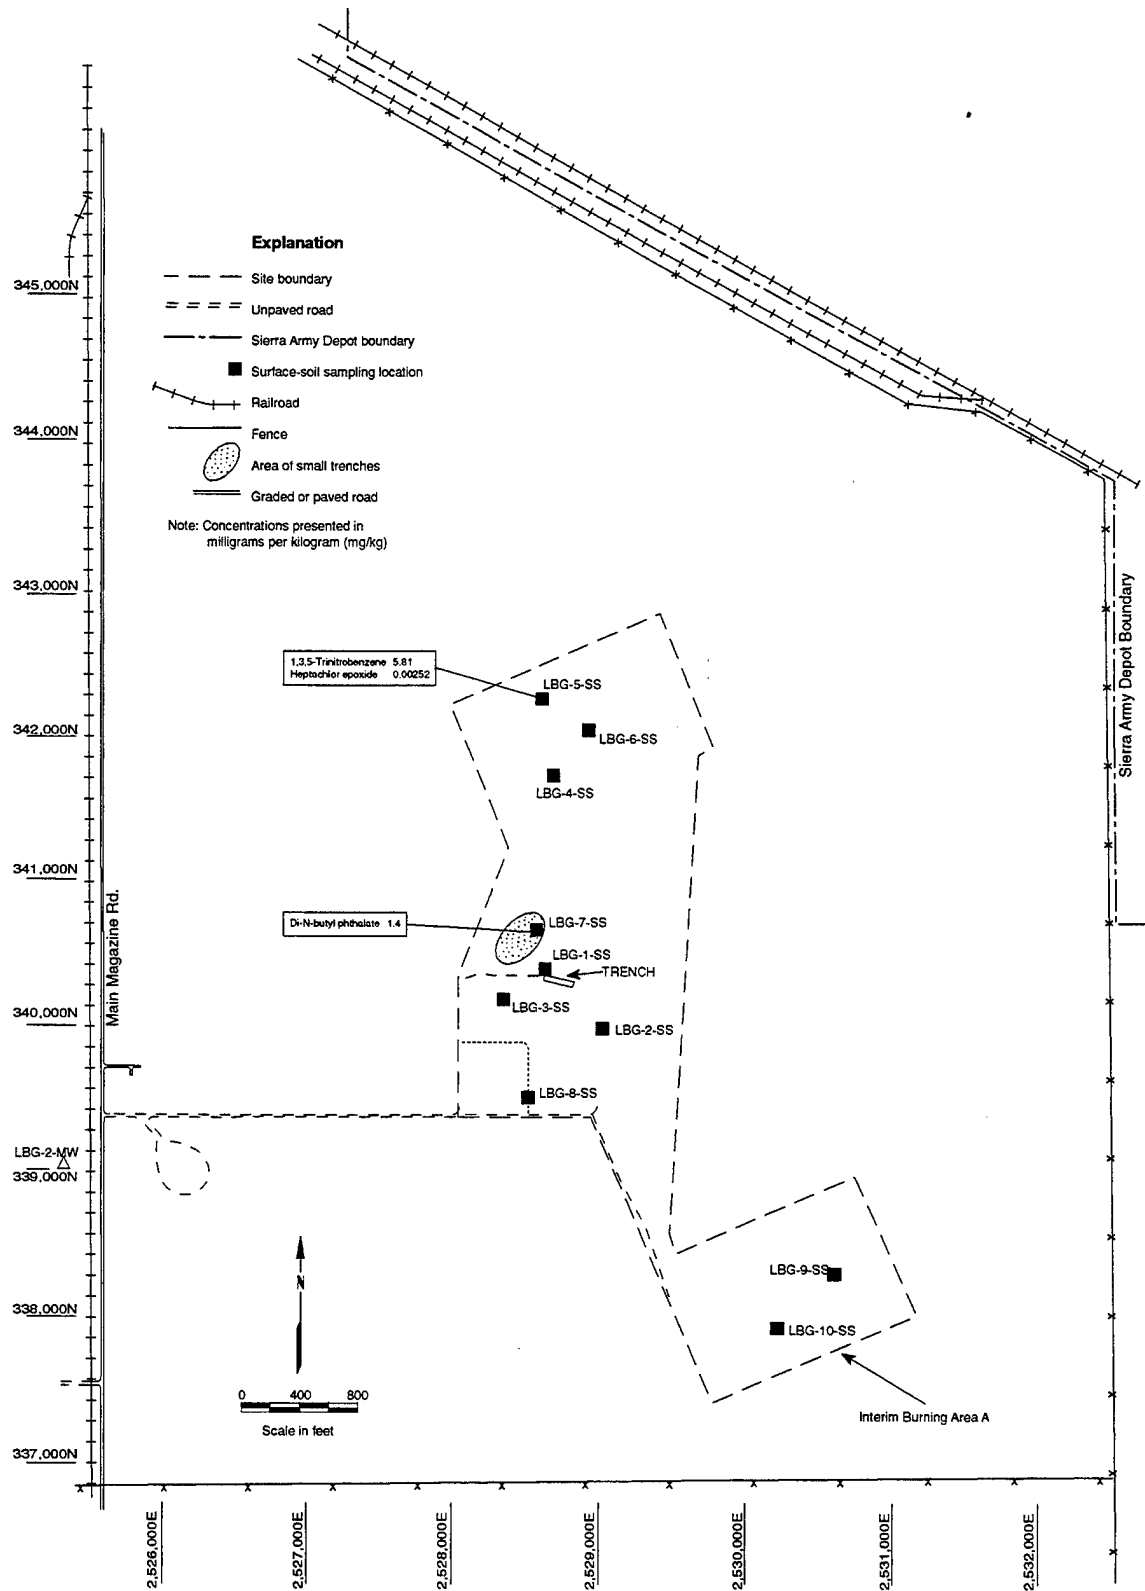 Explanation
Site boundary
Unpaved road
Sierra Army Depot boundary
Surface-soil sampling location
Railroad
Fence
Area of small trenches
Graded or paved road
Note: Concentrations presented in
milligrams per kilogram (mg/kg)
345,000N
344,000N
343,000N
342,000N
341,000N
340,000N
339,000N
338,000N
337,000N
1,3,5-Trinitrobenzene 5.81
Heptachlor epoxide 0.00252
LBG-5-SS
LBG-6-SS
LBG-4-SS
Sierra Army Depot Boundary
Main Magazine Rd.
Di-N-butyl phthalate 1.4
LBG-7-SS
LBG-1-SS
TRENCH
LBG-3-SS
LBG-2-SS
LBG-8-SS
LBG-2-MW
LBG-9-SS
LBG-10-SS
Interim Burning Area A
N
0 400 800
Scale in feet
2,526,000E
2,527,000E
2,528,000E
2,529,000E
2,530,000E
2,531,000E
2,532,000E